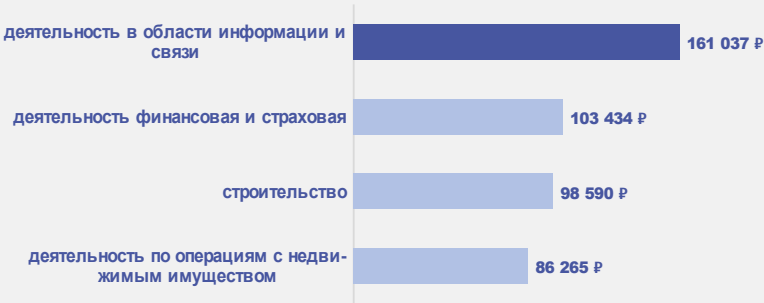 деятельность в области информации и
связи
161 037 ₽
деятельность финансовая и страховая
103 434 ₽
строительство
98 590 ₽
деятельность по операциям с недви-
жимым имуществом
86 265 ₽